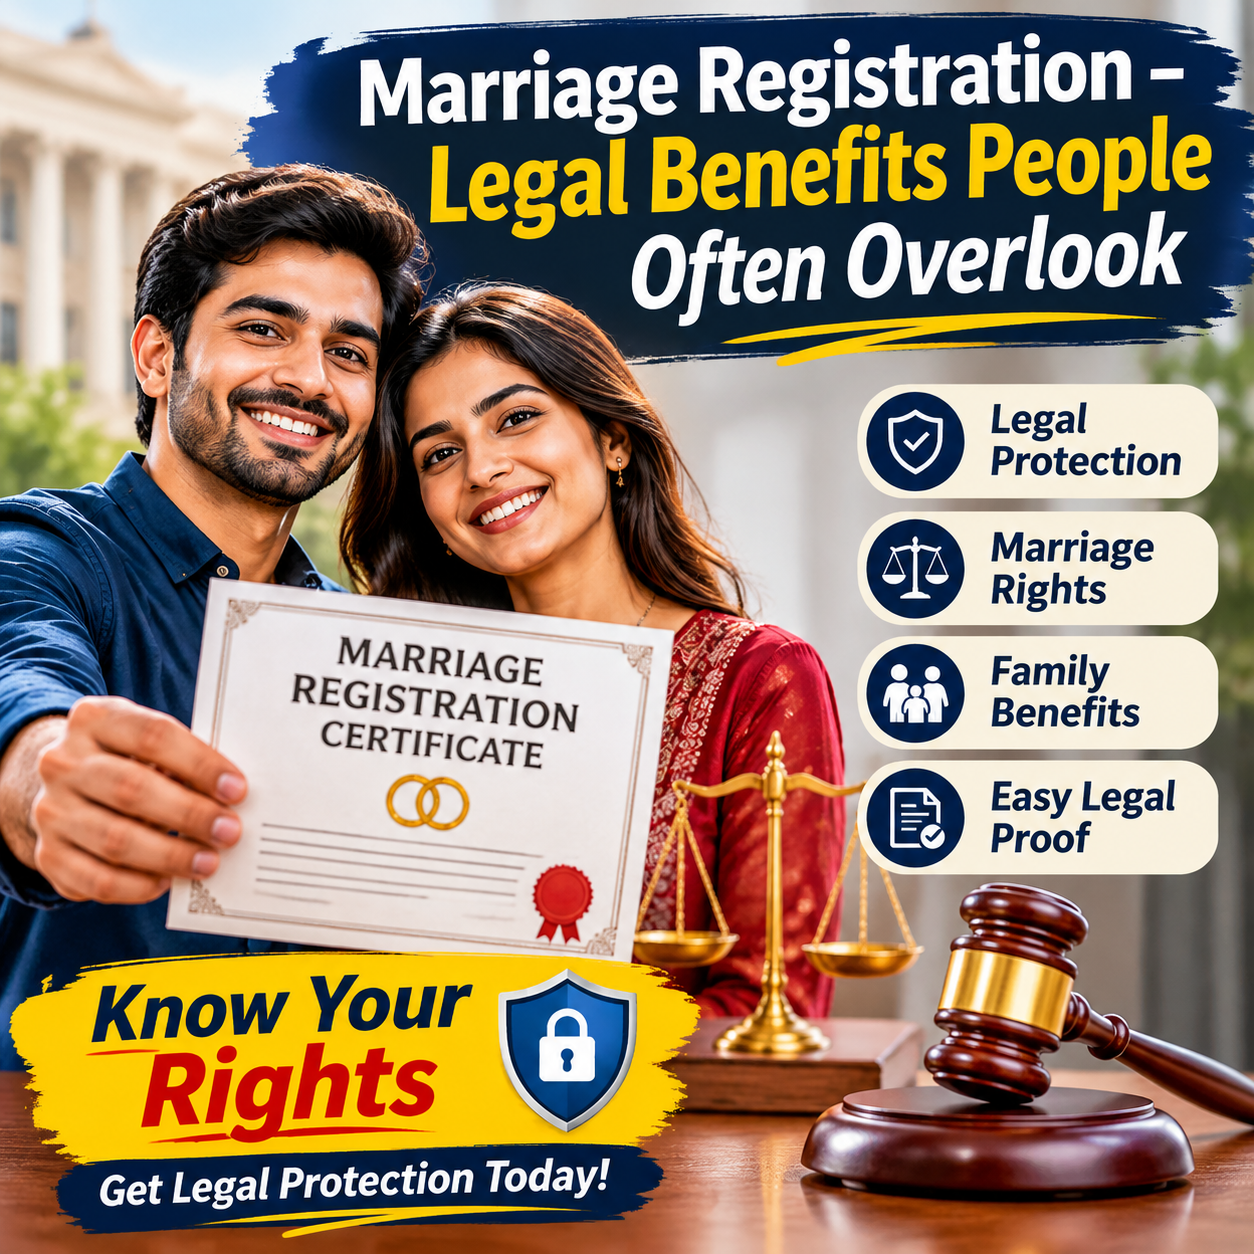 Marriage Registration –
Legal Benefits People
Often Overlook
Legal
Protection
Marriage
Rights
Family
Benefits
Easy Legal
Proof
MARRIAGE
REGISTRATION
CERTIFICATE
Know Your
Rights
Get Legal Protection Today!